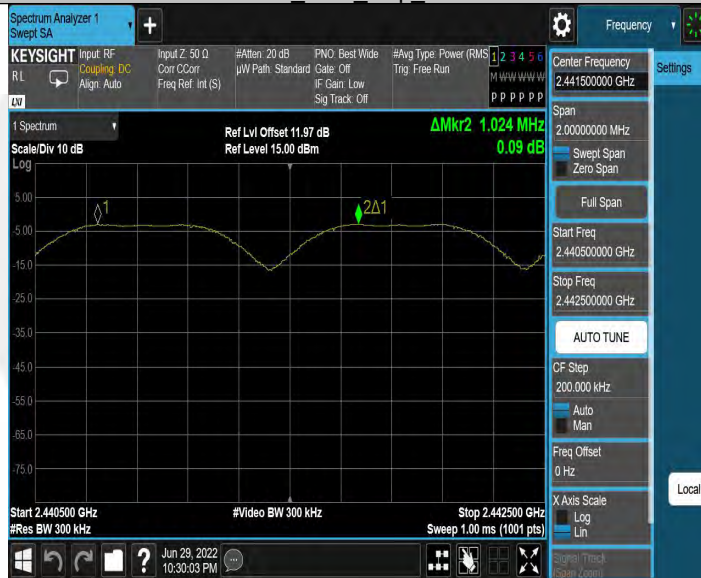 Spectrum Analyzer 1
Swept SA
+
Frequency
KEYSIGHT
RL
LXI
Input: RF
Coupling: DC
Align: Auto
Input Z: 50 Ω
Corr CCorr
Freq Ref: Int (S)
#Atten: 20 dB
µW Path: Standard
PNO: Best Wide
Gate: Off
IF Gain: Low
Sig Track: Off
#Avg Type: Power (RMS
Trig: Free Run
1 2 3 4 5 6
M W W W W W
P P P P P P
1 Spectrum
Scale/Div 10 dB
Log
Ref Lvl Offset 11.97 dB
Ref Level 15.00 dBm
ΔMkr2 1.024 MHz
0.09 dB
5.00
-5.00
-15.0
-25.0
-35.0
-45.0
-55.0
-65.0
-75.0
1
2Δ1
Start 2.440500 GHz
#Res BW 300 kHz
#Video BW 300 kHz
Stop 2.442500 GHz
Sweep 1.00 ms (1001 pts)
Jun 29, 2022
10:30:03 PM
?
Center Frequency
2.441500000 GHz
Settings
Span
2.00000000 MHz
Swept Span
Zero Span
Full Span
Start Freq
2.440500000 GHz
Stop Freq
2.442500000 GHz
AUTO TUNE
CF Step
200.000 kHz
Auto
Man
Freq Offset
0 Hz
X Axis Scale
Log
Lin
Local
Signal Track
(Span Zoom)